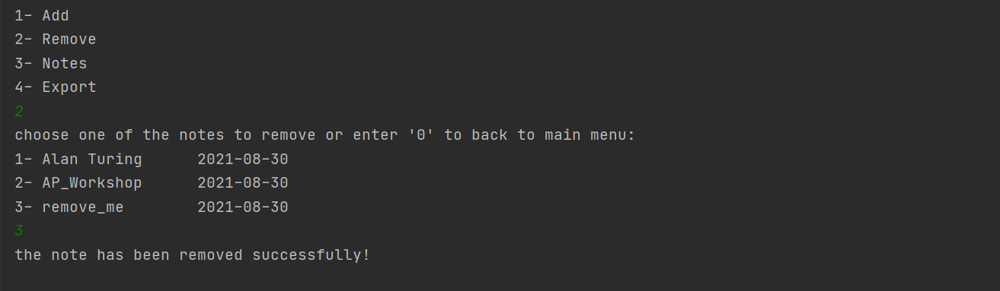 1- Add
2- Remove
3- Notes
4- Export
2
choose one of the notes to remove or enter '0' to back to main menu:
1- Alan Turing      2021-08-30
2- AP_Workshop      2021-08-30
3- remove_me        2021-08-30
3
the note has been removed successfully!